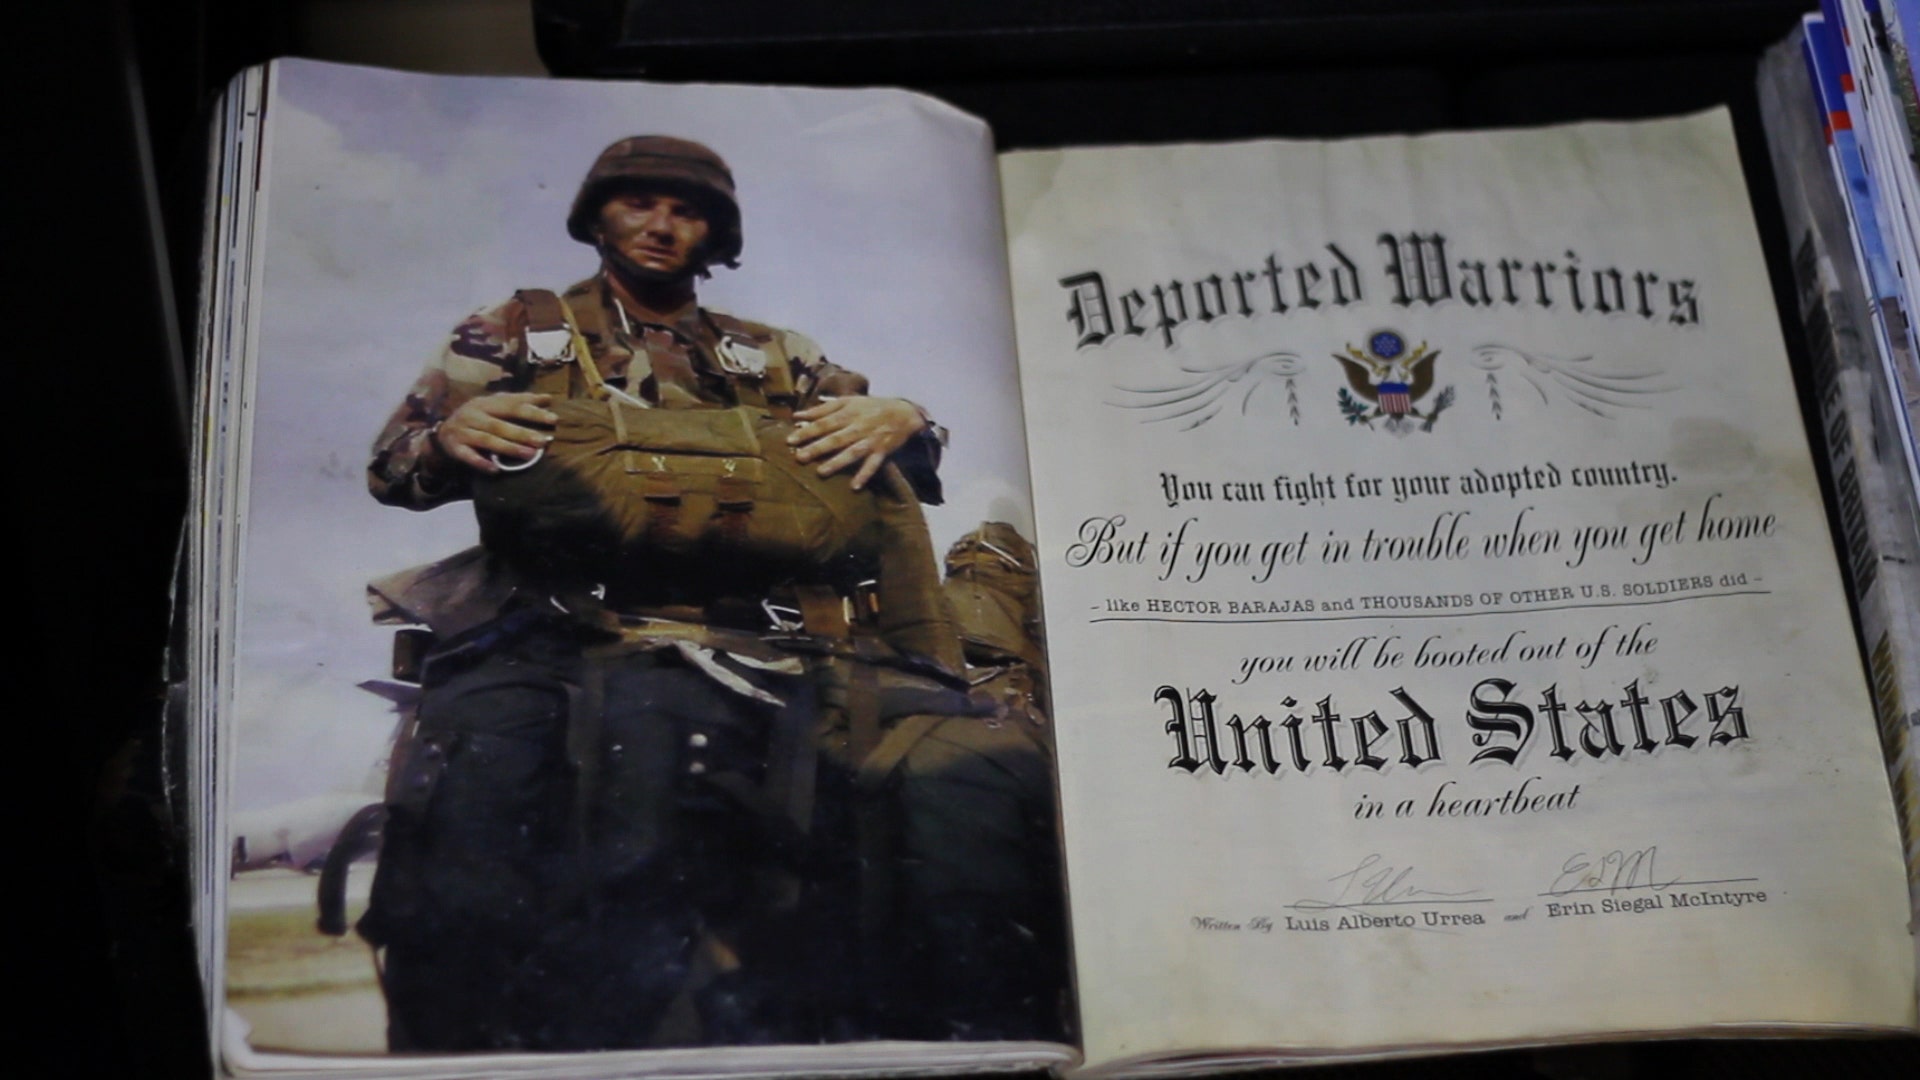 Deported Warriors
You can fight for your adopted country.
But if you get in trouble when you get home
- like HECTOR BARAJAS and THOUSANDS OF OTHER U.S. SOLDIERS did -
you will be booted out of the
United States
in a heartbeat
Written By Luis Alberto Urrea and Erin Siegal McIntyre
OF BRITAIN